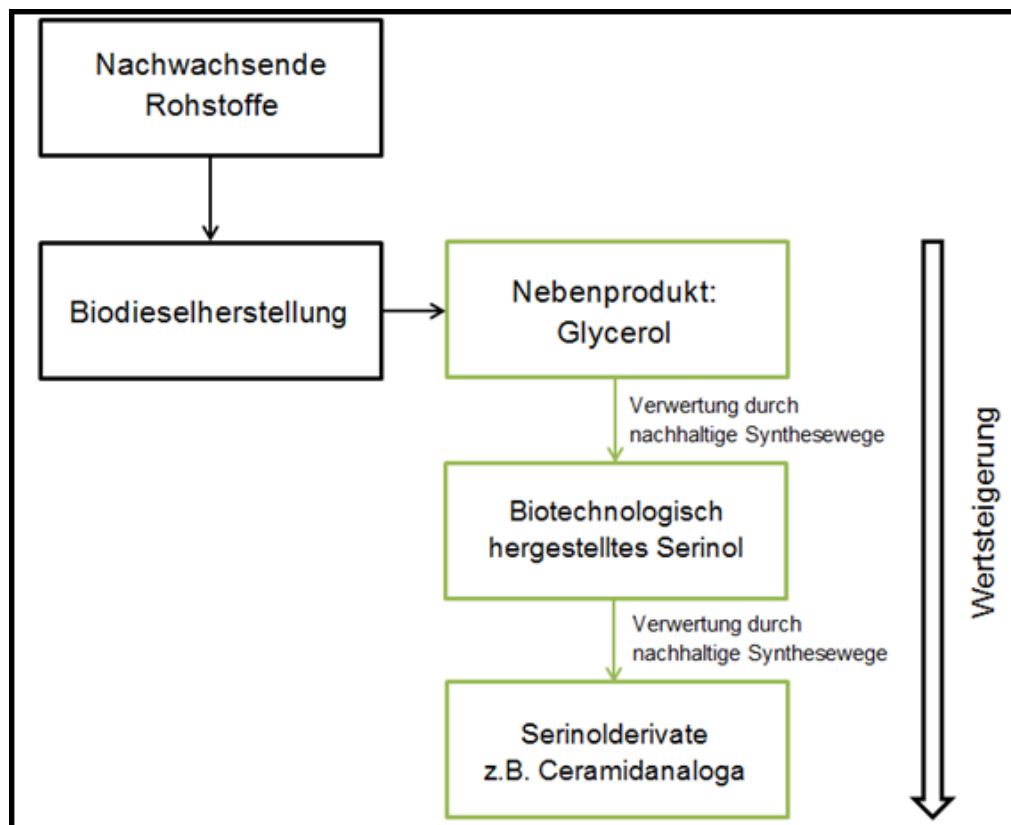 Nachwachsende
Rohstoffe
Biodieselherstellung
Nebenprodukt:
Glycerol
Verwertung durch
nachhaltige Synthesewege
Biotechnologisch
hergestelltes Serinol
Verwertung durch
nachhaltige Synthesewege
Serinolderivate
z.B. Ceramidanaloga
Wertsteigerung